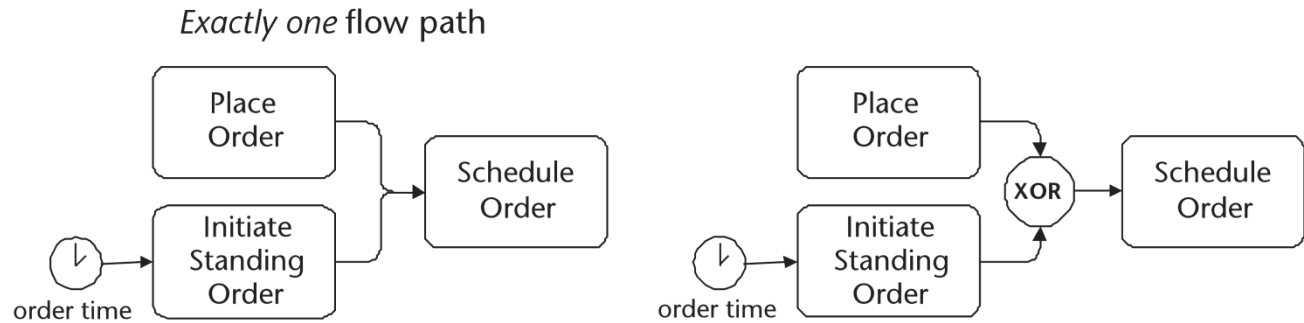 Exactly one flow path
Place
Order
Schedule
Order
Initiate
Standing
Order
order time
Place
Order
XOR
Schedule
Order
Initiate
Standing
Order
order time